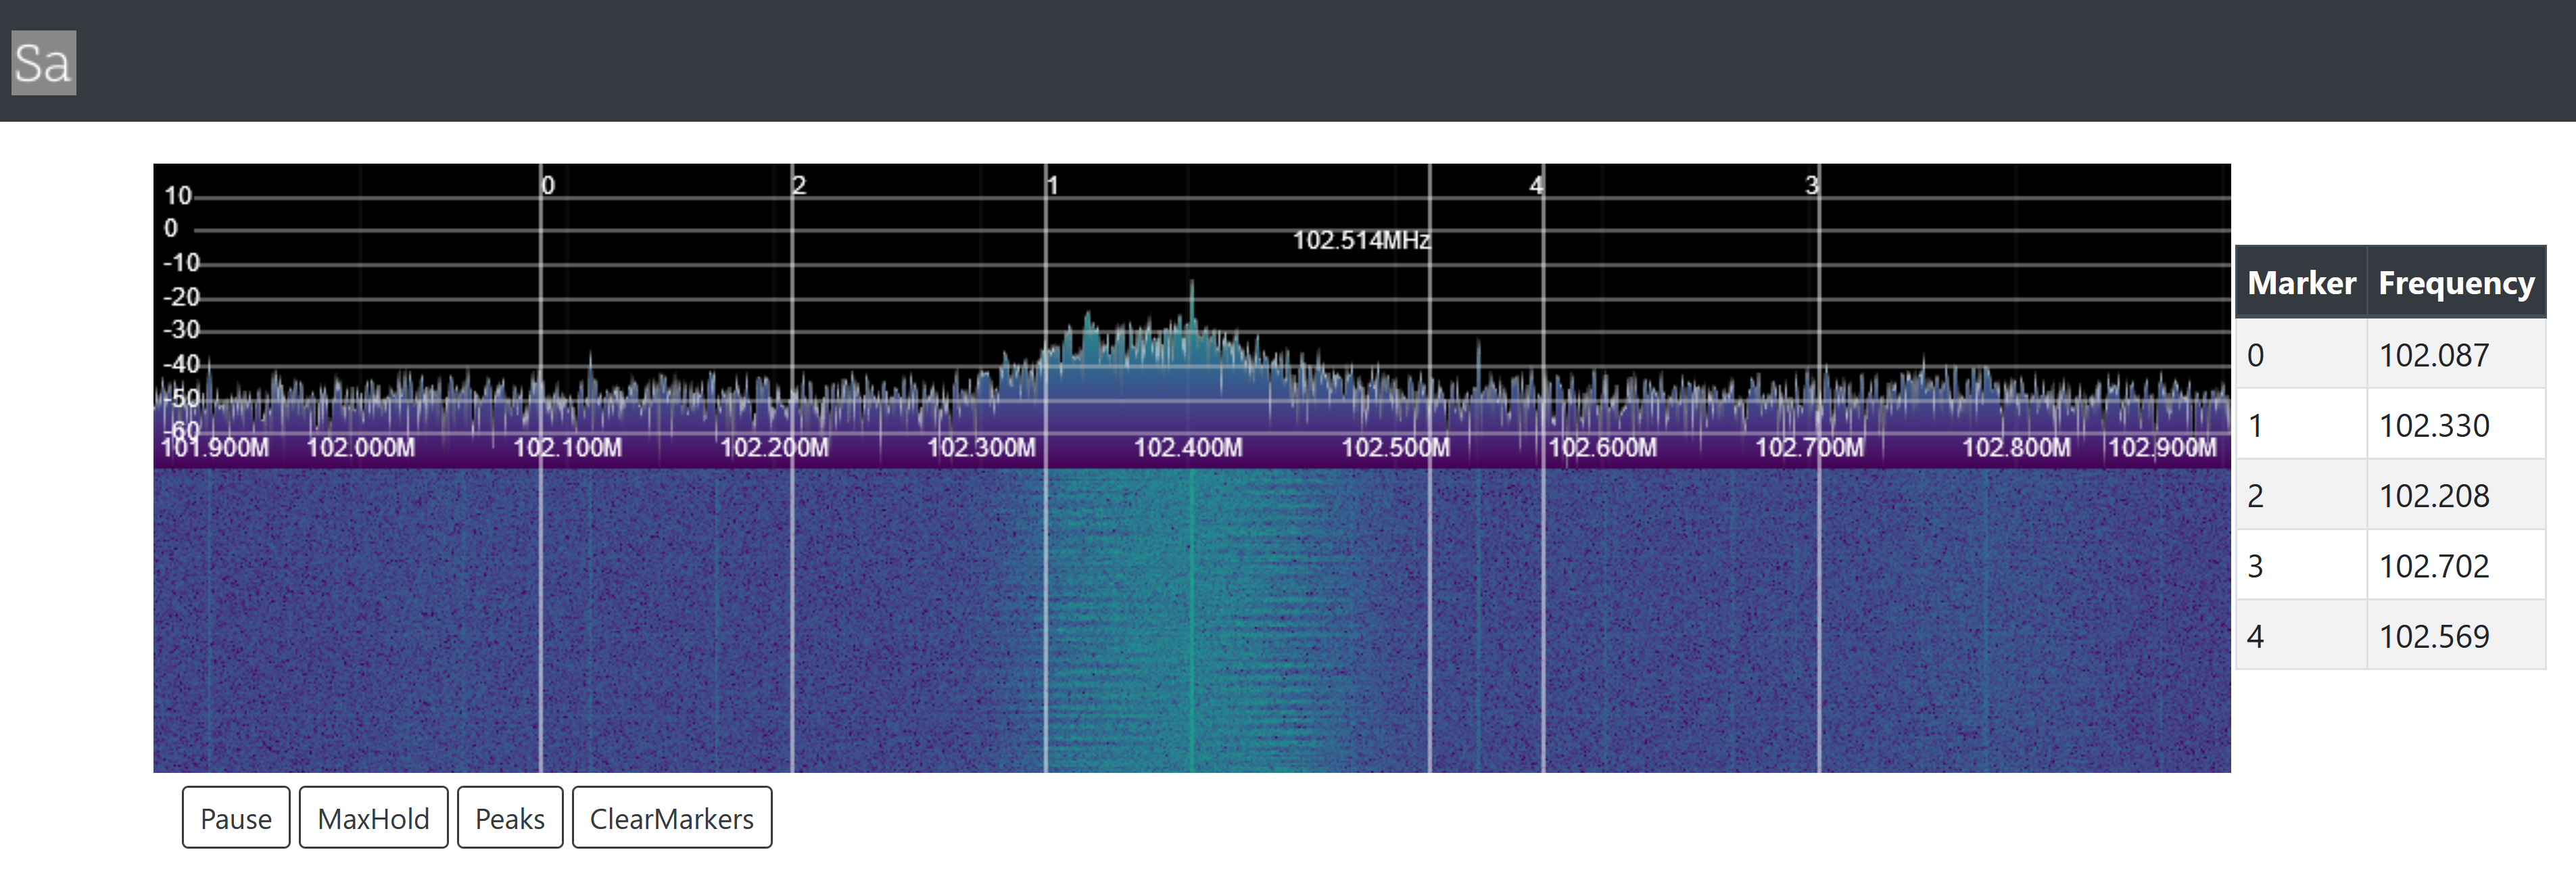 Sa
0 2 1 4 3
10
0
102.514MHz
-10
-20
-30
-40
-50
-60
101.900M 102.000M 102.100M 102.200M 102.300M 102.400M 102.500M 102.600M 102.700M 102.800M 102.900M
Marker Frequency
0 102.087
1 102.330
2 102.208
3 102.702
4 102.569
Pause MaxHold Peaks ClearMarkers